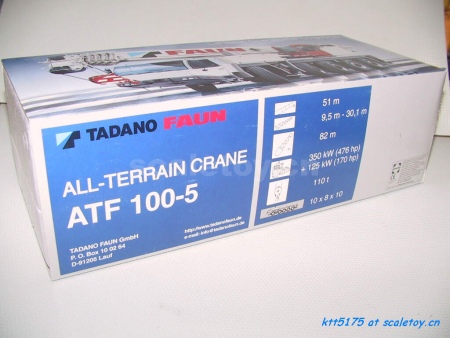 TADANO FAUN
ALL-TERRAIN CRANE
ATF 100-5
TADANO FAUN GmbH
P. O. Box 10 02 64
D-91205 Lauf
http://www.tadanofaun.de
e-mail: info@tadanofaun.de
51 m
9,5 m - 30,1 m
82 m
350 kW (476 hp)
+ 125 kW (170 hp)
110 t
10 x 8 x 10
scaletoy.cn
ktt5175 at scaletoy.cn